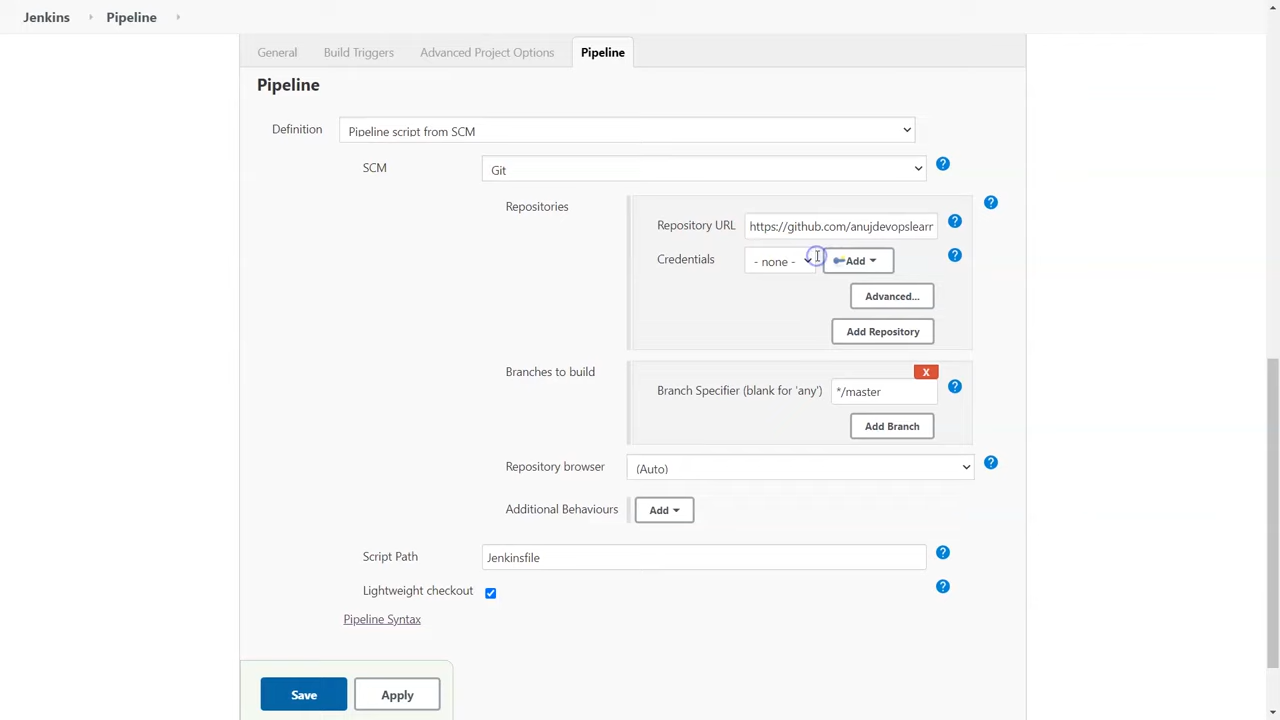 Jenkins Pipeline
General Build Triggers Advanced Project Options Pipeline
Pipeline
Definition Pipeline script from SCM
SCM Git ?
Repositories ?
Repository URL https://github.com/anujdevopslearn ?
Credentials - none - Add ?
Advanced...
Add Repository
Branches to build X
Branch Specifier (blank for 'any') */master ?
Add Branch
Repository browser (Auto) ?
Additional Behaviours Add
Script Path Jenkinsfile ?
Lightweight checkout ?
Pipeline Syntax
Save Apply